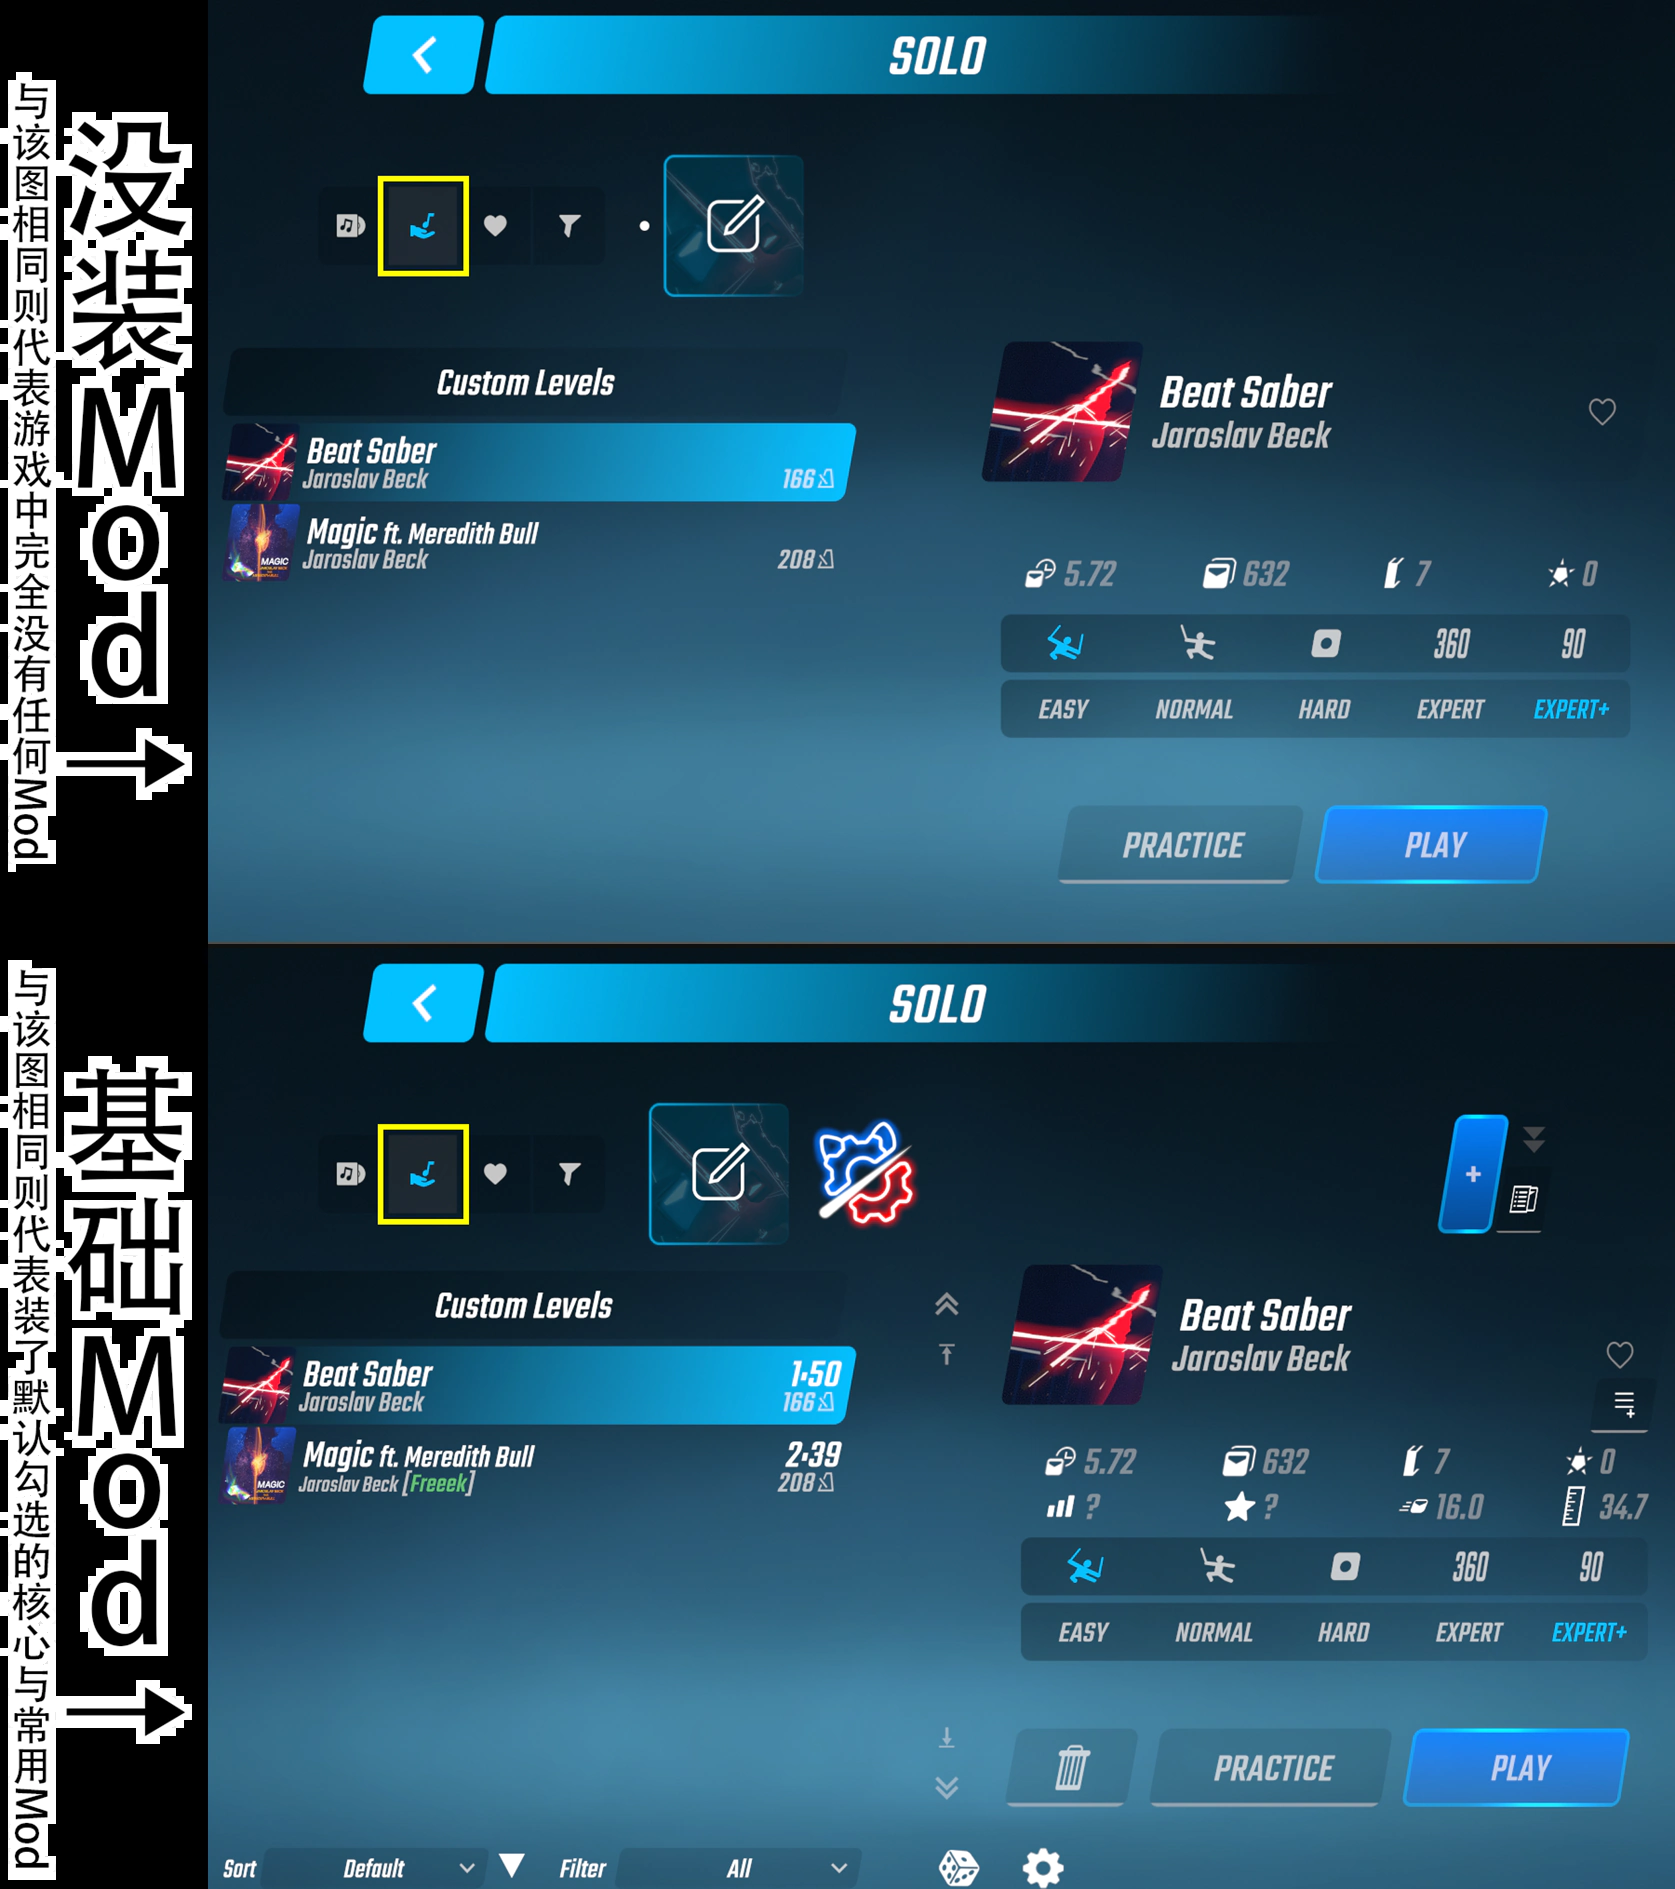 没装Mod
与该图相同则代表游戏中完全没有任何Mod
SOLO
Custom Levels
Beat Saber
Jaroslav Beck
166
MAGIC
Magic ft. Meredith Bull
Jaroslav Beck
208
Beat Saber
Jaroslav Beck
5.72 632 7 0
360 90
EASY NORMAL HARD EXPERT EXPERT+
PRACTICE PLAY
基础Mod
与该图相同则代表装了默认勾选的核心与常用Mod
SOLO
+
Custom Levels
Beat Saber 1:50
Jaroslav Beck 166
MAGIC
Magic ft. Meredith Bull 2:39
Jaroslav Beck [Freeek] 208
Beat Saber
Jaroslav Beck
5.72 632 7 0
? ? 16.0 34.7
360 90
EASY NORMAL HARD EXPERT EXPERT+
PRACTICE PLAY
Sort Default Filter All